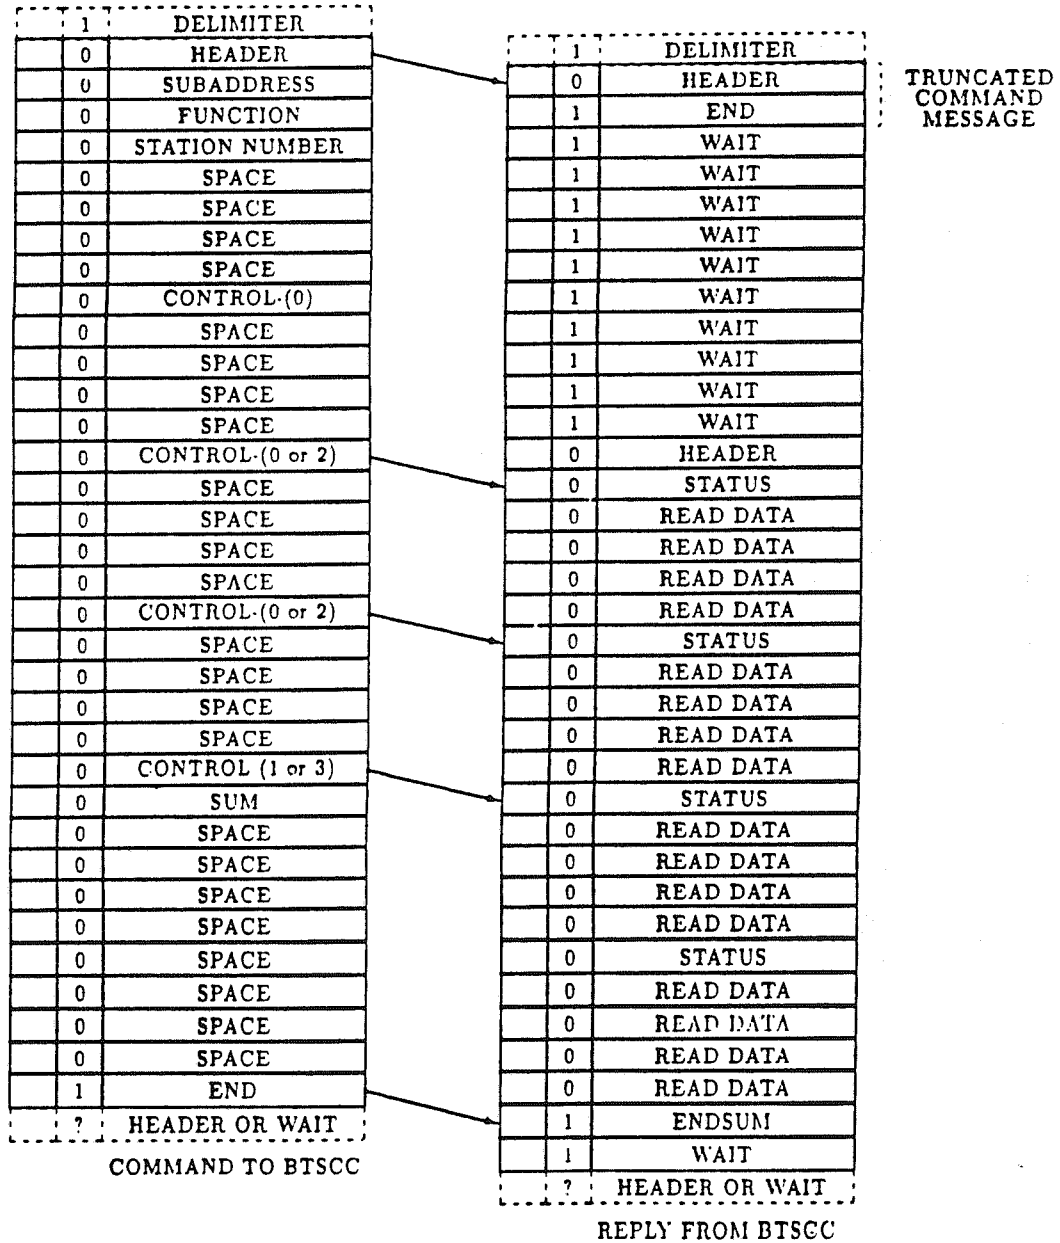 1 DELIMITER
0 HEADER
0 SUBADDRESS
0 FUNCTION
0 STATION NUMBER
0 SPACE
0 SPACE
0 SPACE
0 SPACE
0 CONTROL-(0)
0 SPACE
0 SPACE
0 SPACE
0 SPACE
0 CONTROL-(0 or 2)
0 SPACE
0 SPACE
0 SPACE
0 SPACE
0 CONTROL-(0 or 2)
0 SPACE
0 SPACE
0 SPACE
0 SPACE
0 CONTROL (1 or 3)
0 SUM
0 SPACE
0 SPACE
0 SPACE
0 SPACE
0 SPACE
0 SPACE
0 SPACE
0 SPACE
1 END
? HEADER OR WAIT
COMMAND TO BTSCC
1 DELIMITER
0 HEADER
1 END
1 WAIT
1 WAIT
1 WAIT
1 WAIT
1 WAIT
1 WAIT
1 WAIT
1 WAIT
1 WAIT
1 WAIT
0 HEADER
0 STATUS
0 READ DATA
0 READ DATA
0 READ DATA
0 READ DATA
0 STATUS
0 READ DATA
0 READ DATA
0 READ DATA
0 READ DATA
0 STATUS
0 READ DATA
0 READ DATA
0 READ DATA
0 READ DATA
0 STATUS
0 READ DATA
0 READ DATA
0 READ DATA
0 READ DATA
1 ENDSUM
1 WAIT
? HEADER OR WAIT
REPLY FROM BTSCC
TRUNCATED
COMMAND
MESSAGE